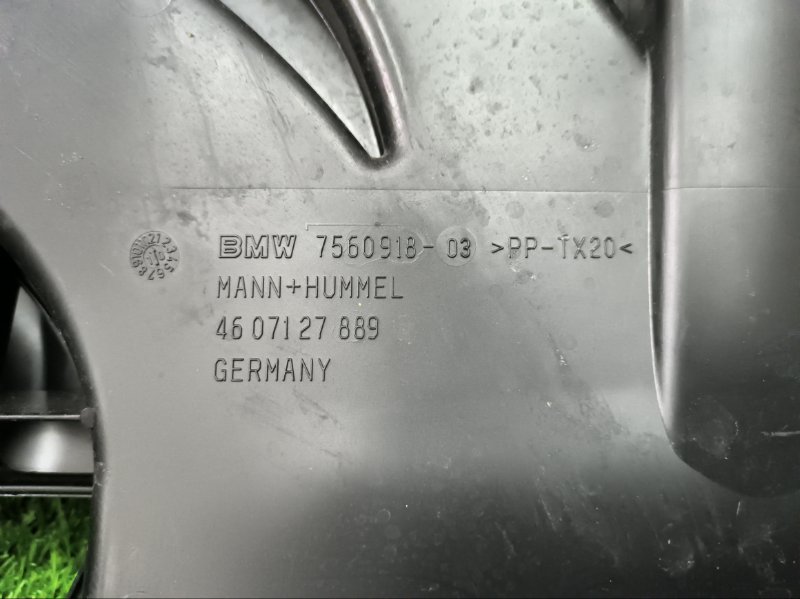 BMW 7560918-03 >PP-TX20<
MANN+HUMMEL
46 071 27 889
GERMANY